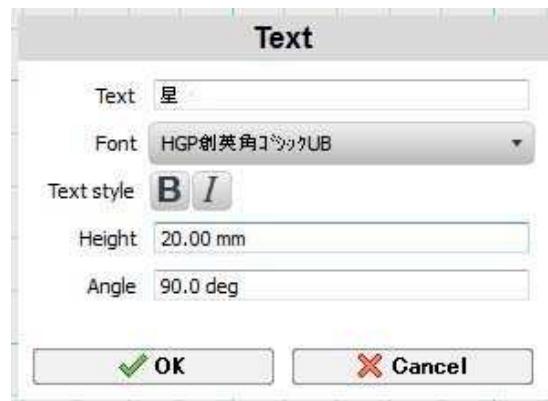 Text
Text 星
Font HGP創英角ｺﾞｼｯｸUB
Text style B I
Height 20.00 mm
Angle 90.0 deg
OK Cancel